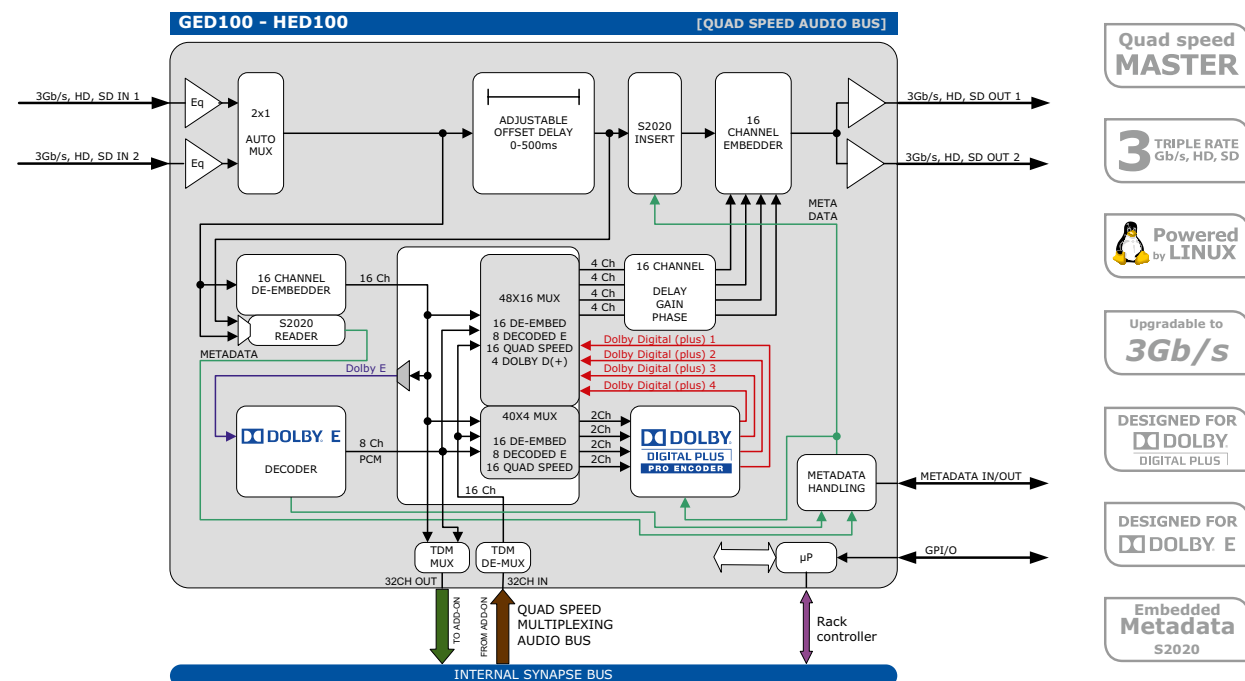 GED100 - HED100
[QUAD SPEED AUDIO BUS]
3Gb/s, HD, SD IN 1
3Gb/s, HD, SD IN 2
Eq
Eq
2x1
AUTO
MUX
ADJUSTABLE
OFFSET DELAY
0-500ms
S2020
INSERT
16
CHANNEL
EMBEDDER
3Gb/s, HD, SD OUT 1
3Gb/s, HD, SD OUT 2
META
DATA
16 CHANNEL
DE-EMBEDDER
16 Ch
S2020
READER
METADATA
48X16 MUX
16 DE-EMBED
8 DECODED E
16 QUAD SPEED
4 DOLBY D(+)
4 Ch
4 Ch
4 Ch
4 Ch
16 CHANNEL
DELAY
GAIN
PHASE
Dolby Digital (plus) 1
Dolby Digital (plus) 2
Dolby Digital (plus) 3
Dolby Digital (plus) 4
Dolby E
DOLBY E
DECODER
8 Ch
PCM
40X4 MUX
16 DE-EMBED
8 DECODED E
16 QUAD SPEED
2Ch
2Ch
2Ch
2Ch
DOLBY
DIGITAL PLUS
PRO ENCODER
METADATA
HANDLING
METADATA IN/OUT
16 Ch
TDM
MUX
TDM
DE-MUX
µP
GPI/O
32CH OUT
32CH IN
TO ADD-ON
FROM ADD-ON
QUAD SPEED
MULTIPLEXING
AUDIO BUS
Rack
controller
INTERNAL SYNAPSE BUS
Quad speed
MASTER
3 TRIPLE RATE
Gb/s, HD, SD
Powered
by LINUX
Upgradable to
3Gb/s
DESIGNED FOR
DOLBY
DIGITAL PLUS
DESIGNED FOR
DOLBY E
Embedded
Metadata
S2020